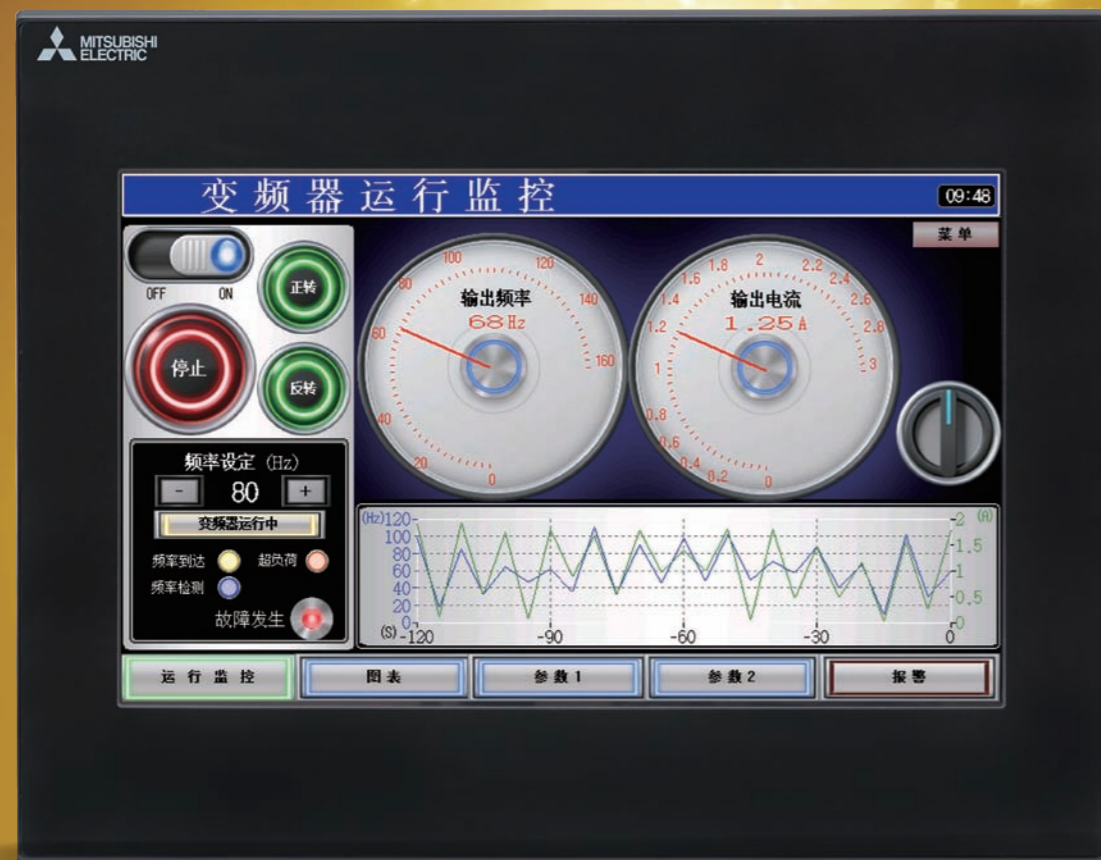 MITSUBISHI
ELECTRIC
变频器运行监控
09:48
菜单
OFF ON
正转
停止
反转
频率设定 (Hz)
- 80 +
变频器运行中
频率到达 超负荷
频率检测
故障发生
输出频率
68Hz
0 20 40 60 80 100 120 140 160
输出电流
1.25A
0 0.2 0.4 0.6 0.8 1 1.2 1.4 1.6 1.8 2 2.2 2.4 2.6 2.8 3
(Hz) 120 100 80 60 40 20 0
2 (A) 1.5 1 0.5 0
(S) -120 -90 -60 -30 0
运行监控 图表 参数1 参数2 报警